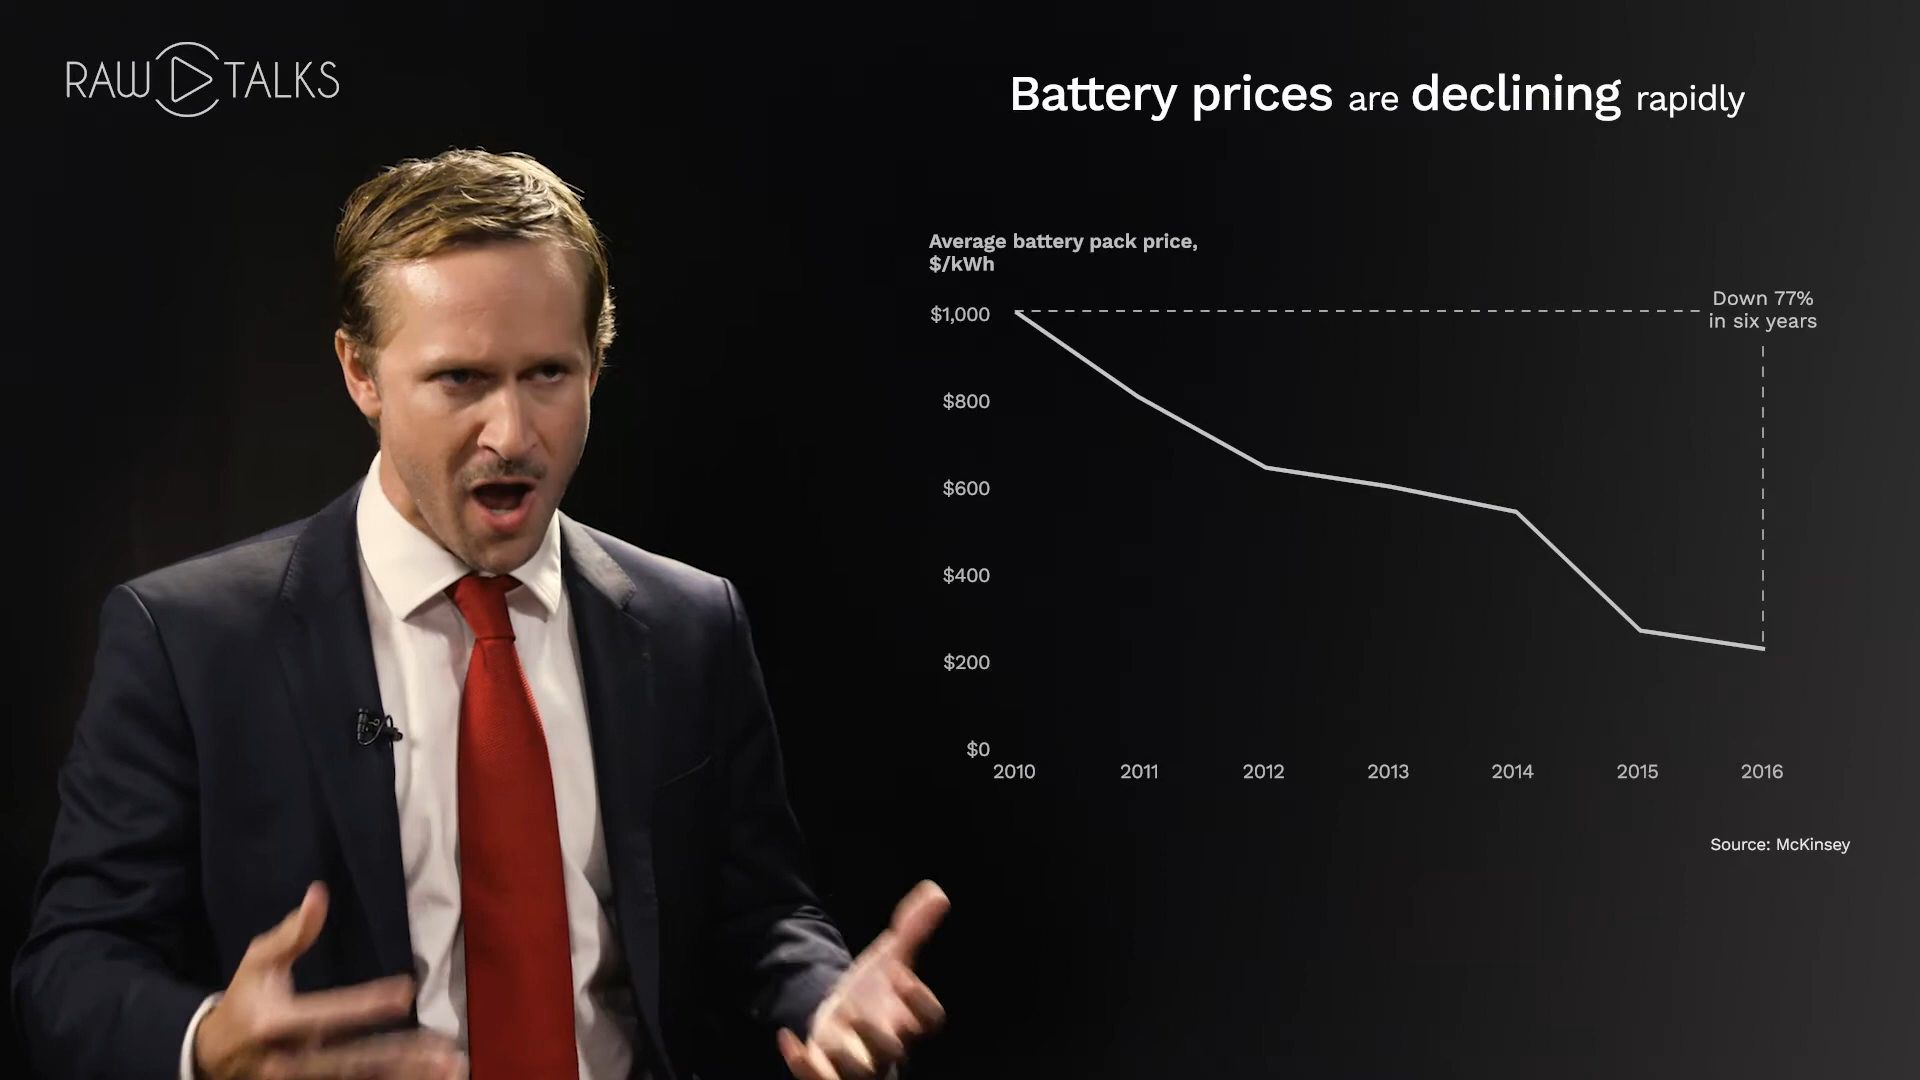 RAW TALKS
Battery prices are declining rapidly
Average battery pack price,
$/kWh
Down 77%
in six years
$1,000
$800
$600
$400
$200
$0
2010 2011 2012 2013 2014 2015 2016
Source: McKinsey